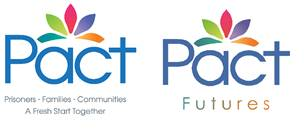 Pact
Prisoners - Families - Communities
A Fresh Start Together
Pact
Futures